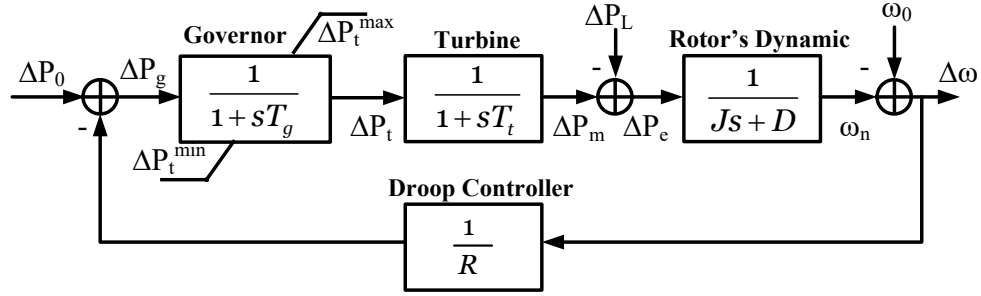 Governor
ΔP_t^max
Turbine
ΔP_L
Rotor's Dynamic
ω_0
ΔP_0
-
ΔP_g
1
1 + sT_g
ΔP_t
1
1 + sT_t
ΔP_m
-
ΔP_e
1
Js + D
ω_n
-
Δω
ΔP_t^min
Droop Controller
1
R